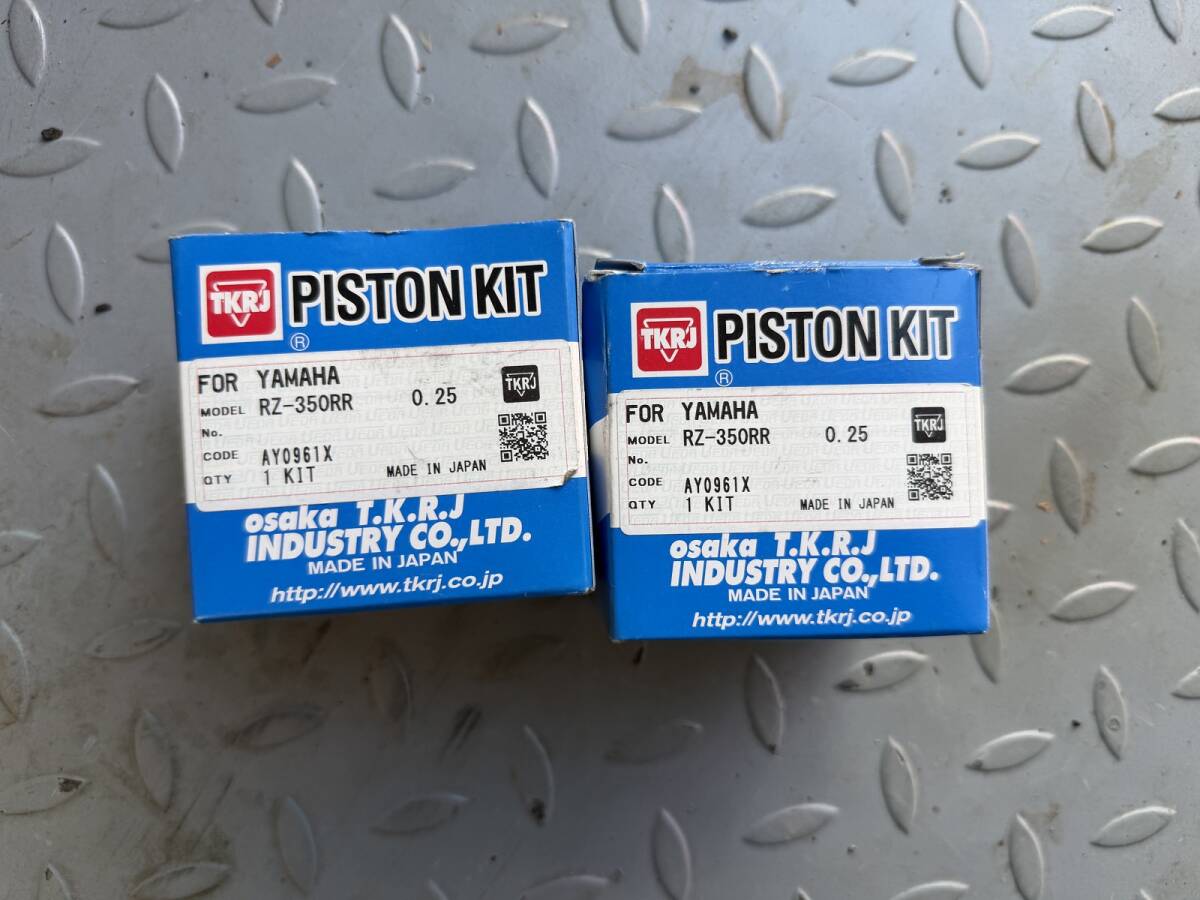 TKRJ
PISTON KIT
®
FOR YAMAHA
MODEL RZ-350RR 0.25
TKRJ
No.
CODE AY0961X
QTY 1 KIT MADE IN JAPAN
osaka T.K.R.J
INDUSTRY CO.,LTD.
MADE IN JAPAN
http://www.tkrj.co.jp
TKRJ
PISTON KIT
®
FOR YAMAHA
MODEL RZ-350RR 0.25
TKRJ
No.
CODE AY0961X
QTY 1 KIT MADE IN JAPAN
osaka T.K.R.J
INDUSTRY CO.,LTD.
MADE IN JAPAN
http://www.tkrj.co.jp